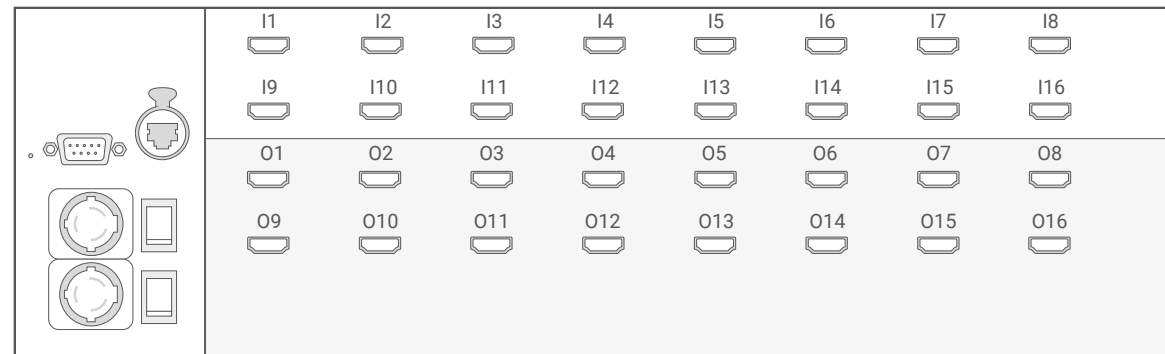 I1 I2 I3 I4 I5 I6 I7 I8
I9 I10 I11 I12 I13 I14 I15 I16
O1 O2 O3 O4 O5 O6 O7 O8
O9 O10 O11 O12 O13 O14 O15 O16